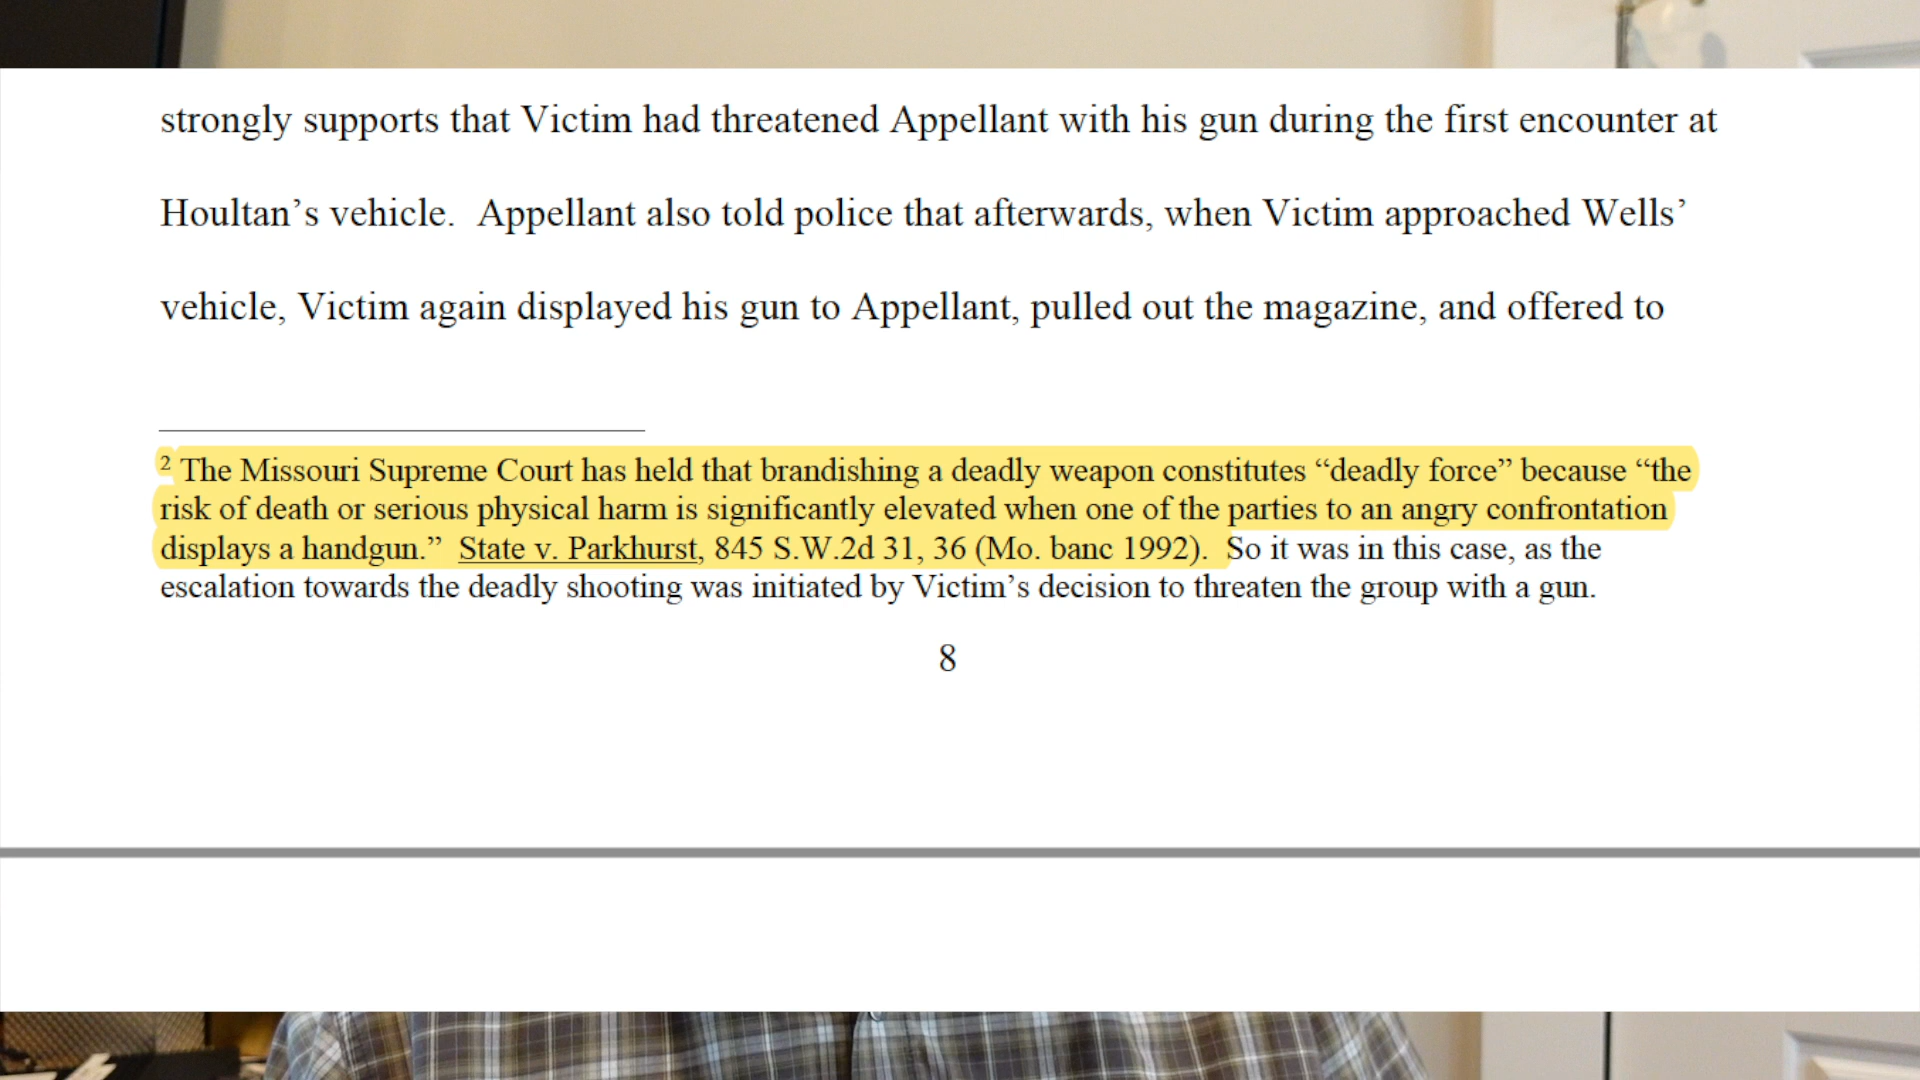 strongly supports that Victim had threatened Appellant with his gun during the first encounter at
Houltan’s vehicle.  Appellant also told police that afterwards, when Victim approached Wells’
vehicle, Victim again displayed his gun to Appellant, pulled out the magazine, and offered to
2 The Missouri Supreme Court has held that brandishing a deadly weapon constitutes “deadly force” because “the
risk of death or serious physical harm is significantly elevated when one of the parties to an angry confrontation
displays a handgun.”  State v. Parkhurst, 845 S.W.2d 31, 36 (Mo. banc 1992).  So it was in this case, as the
escalation towards the deadly shooting was initiated by Victim’s decision to threaten the group with a gun.
8